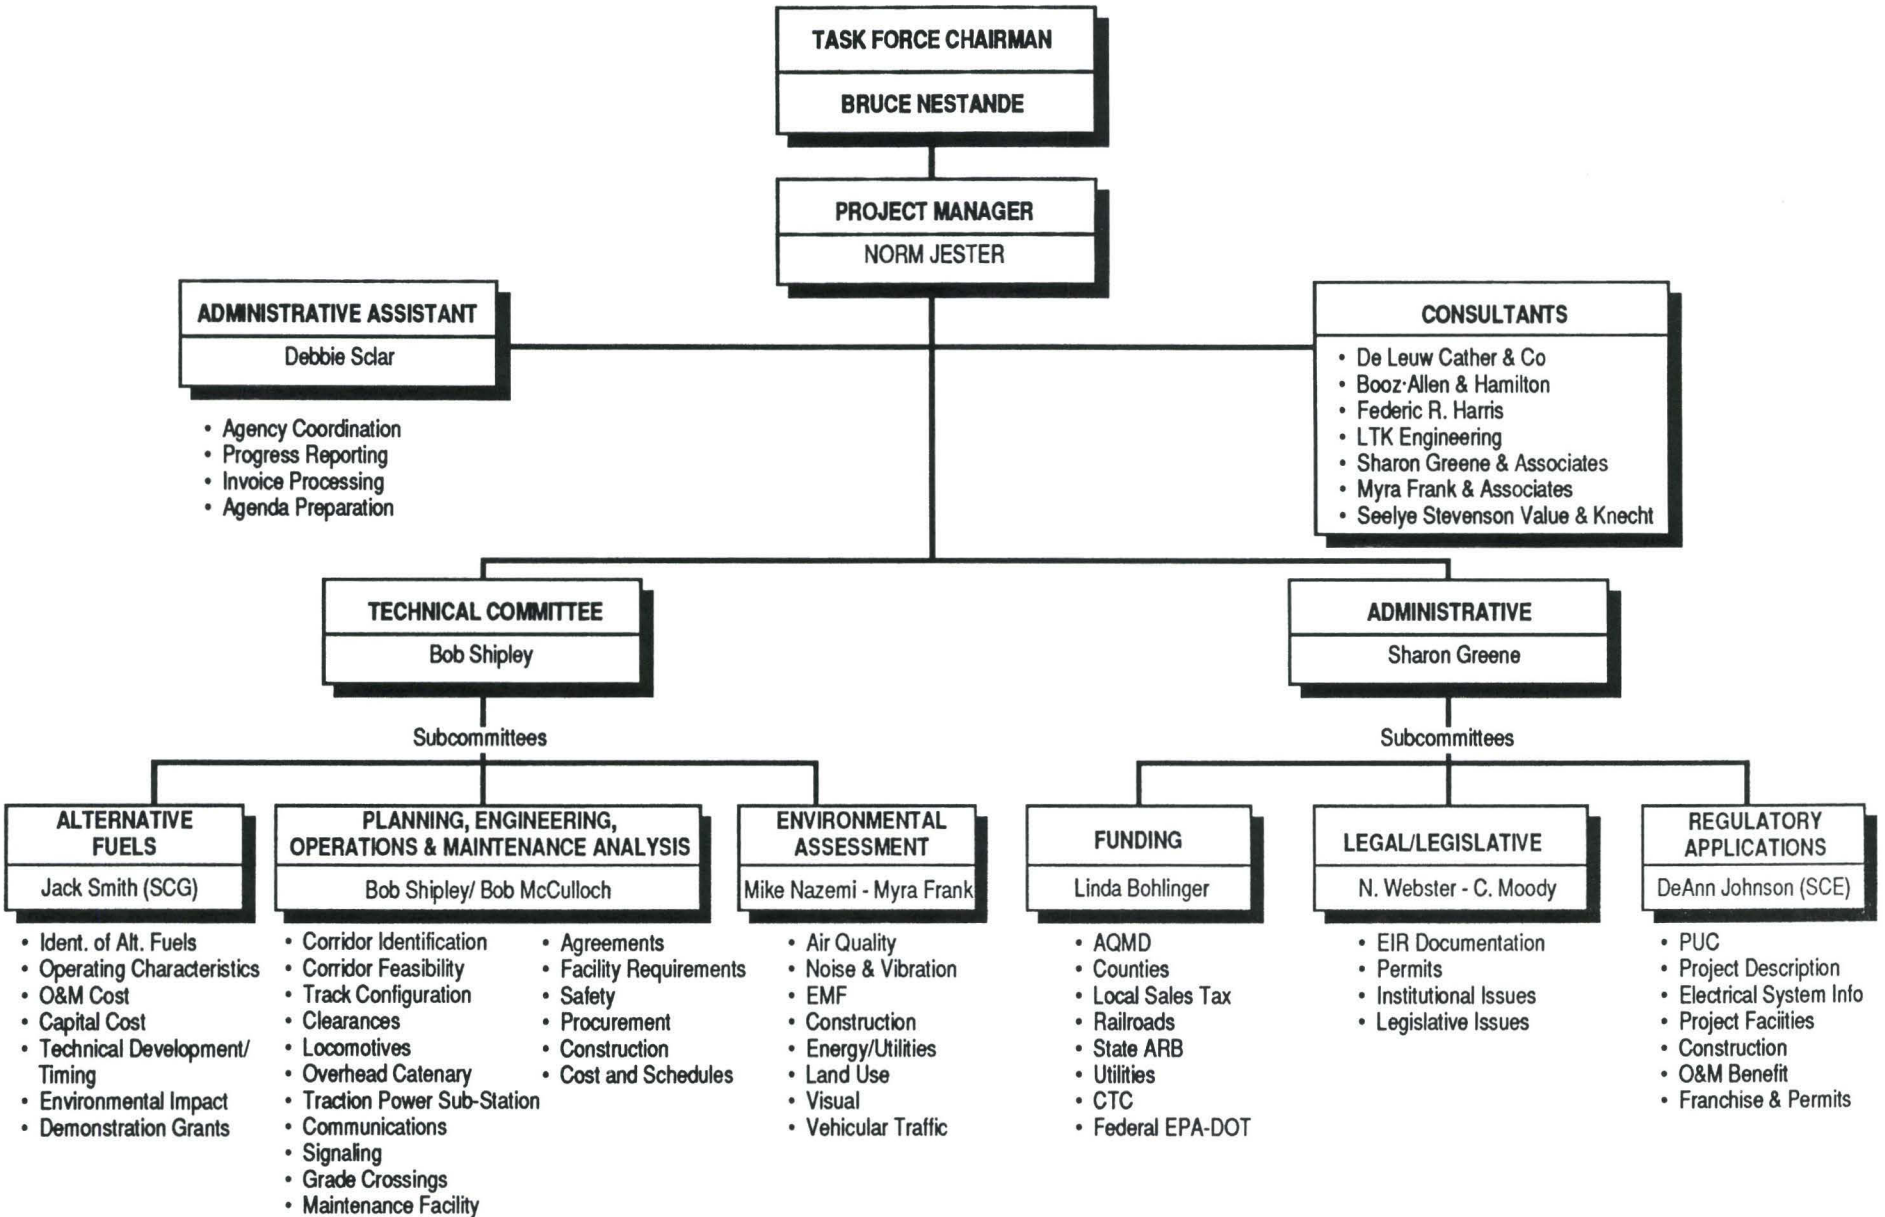 TASK FORCE CHAIRMAN
BRUCE NESTANDE
PROJECT MANAGER
NORM JESTER
ADMINISTRATIVE ASSISTANT
Debbie Sclar
• Agency Coordination
• Progress Reporting
• Invoice Processing
• Agenda Preparation
CONSULTANTS
• De Leuw Cather & Co
• Booz·Allen & Hamilton
• Federic R. Harris
• LTK Engineering
• Sharon Greene & Associates
• Myra Frank & Associates
• Seelye Stevenson Value & Knecht
TECHNICAL COMMITTEE
Bob Shipley
Subcommittees
ADMINISTRATIVE
Sharon Greene
Subcommittees
ALTERNATIVE
FUELS
Jack Smith (SCG)
• Ident. of Alt. Fuels
• Operating Characteristics
• O&M Cost
• Capital Cost
• Technical Development/
Timing
• Environmental Impact
• Demonstration Grants
PLANNING, ENGINEERING,
OPERATIONS & MAINTENANCE ANALYSIS
Bob Shipley/ Bob McCulloch
• Corridor Identification
• Corridor Feasibility
• Track Configuration
• Clearances
• Locomotives
• Overhead Catenary
• Traction Power Sub-Station
• Communications
• Signaling
• Grade Crossings
• Maintenance Facility
• Agreements
• Facility Requirements
• Safety
• Procurement
• Construction
• Cost and Schedules
ENVIRONMENTAL
ASSESSMENT
Mike Nazemi - Myra Frank
• Air Quality
• Noise & Vibration
• EMF
• Construction
• Energy/Utilities
• Land Use
• Visual
• Vehicular Traffic
FUNDING
Linda Bohlinger
• AQMD
• Counties
• Local Sales Tax
• Railroads
• State ARB
• Utilities
• CTC
• Federal EPA-DOT
LEGAL/LEGISLATIVE
N. Webster - C. Moody
• EIR Documentation
• Permits
• Institutional Issues
• Legislative Issues
REGULATORY
APPLICATIONS
DeAnn Johnson (SCE)
• PUC
• Project Description
• Electrical System Info
• Project Faciities
• Construction
• O&M Benefit
• Franchise & Permits